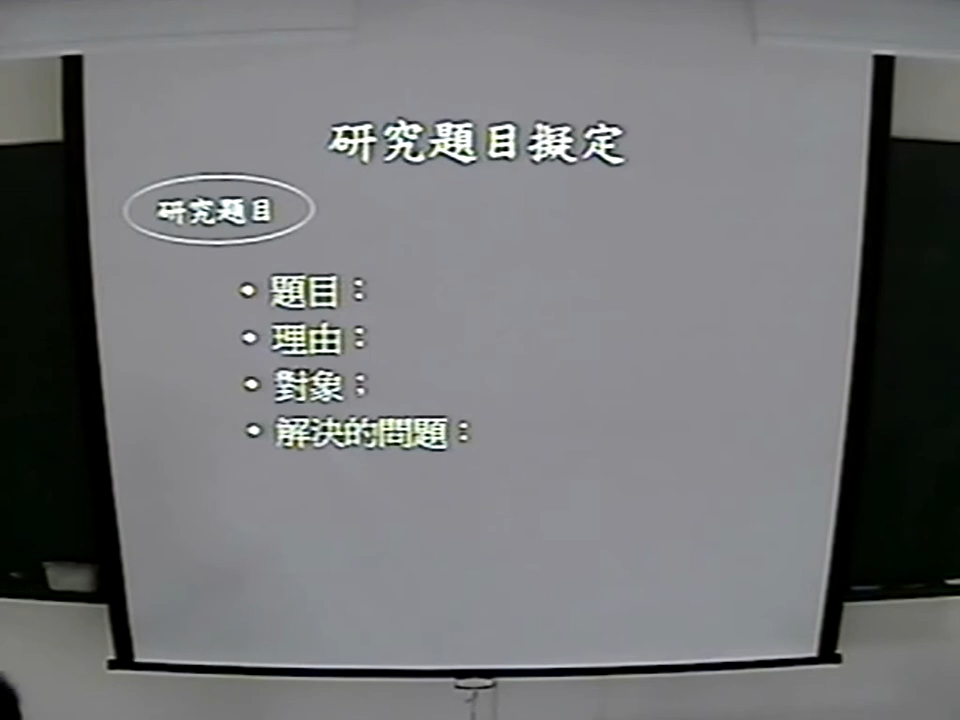 研究題目擬定
研究題目
• 題目：
• 理由：
• 對象：
• 解決的問題：